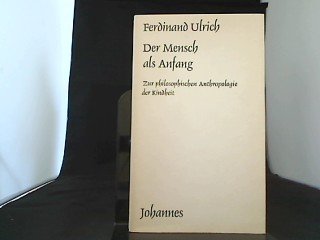 Ferdinand Ulrich
Der Mensch
als Anfang
Zur philosophischen Anthropologie
der Kindheit
Johannes